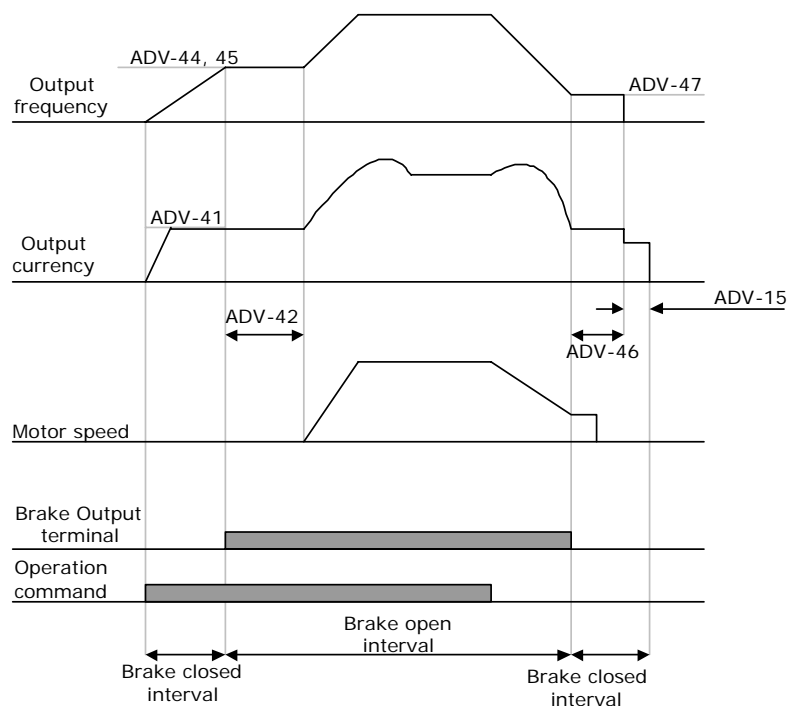 ADV-44, 45
Output
frequency
ADV-47
ADV-41
Output
currency
ADV-15
ADV-42
ADV-46
Motor speed
Brake Output
terminal
Operation
command
Brake open
interval
Brake closed
interval
Brake closed
interval